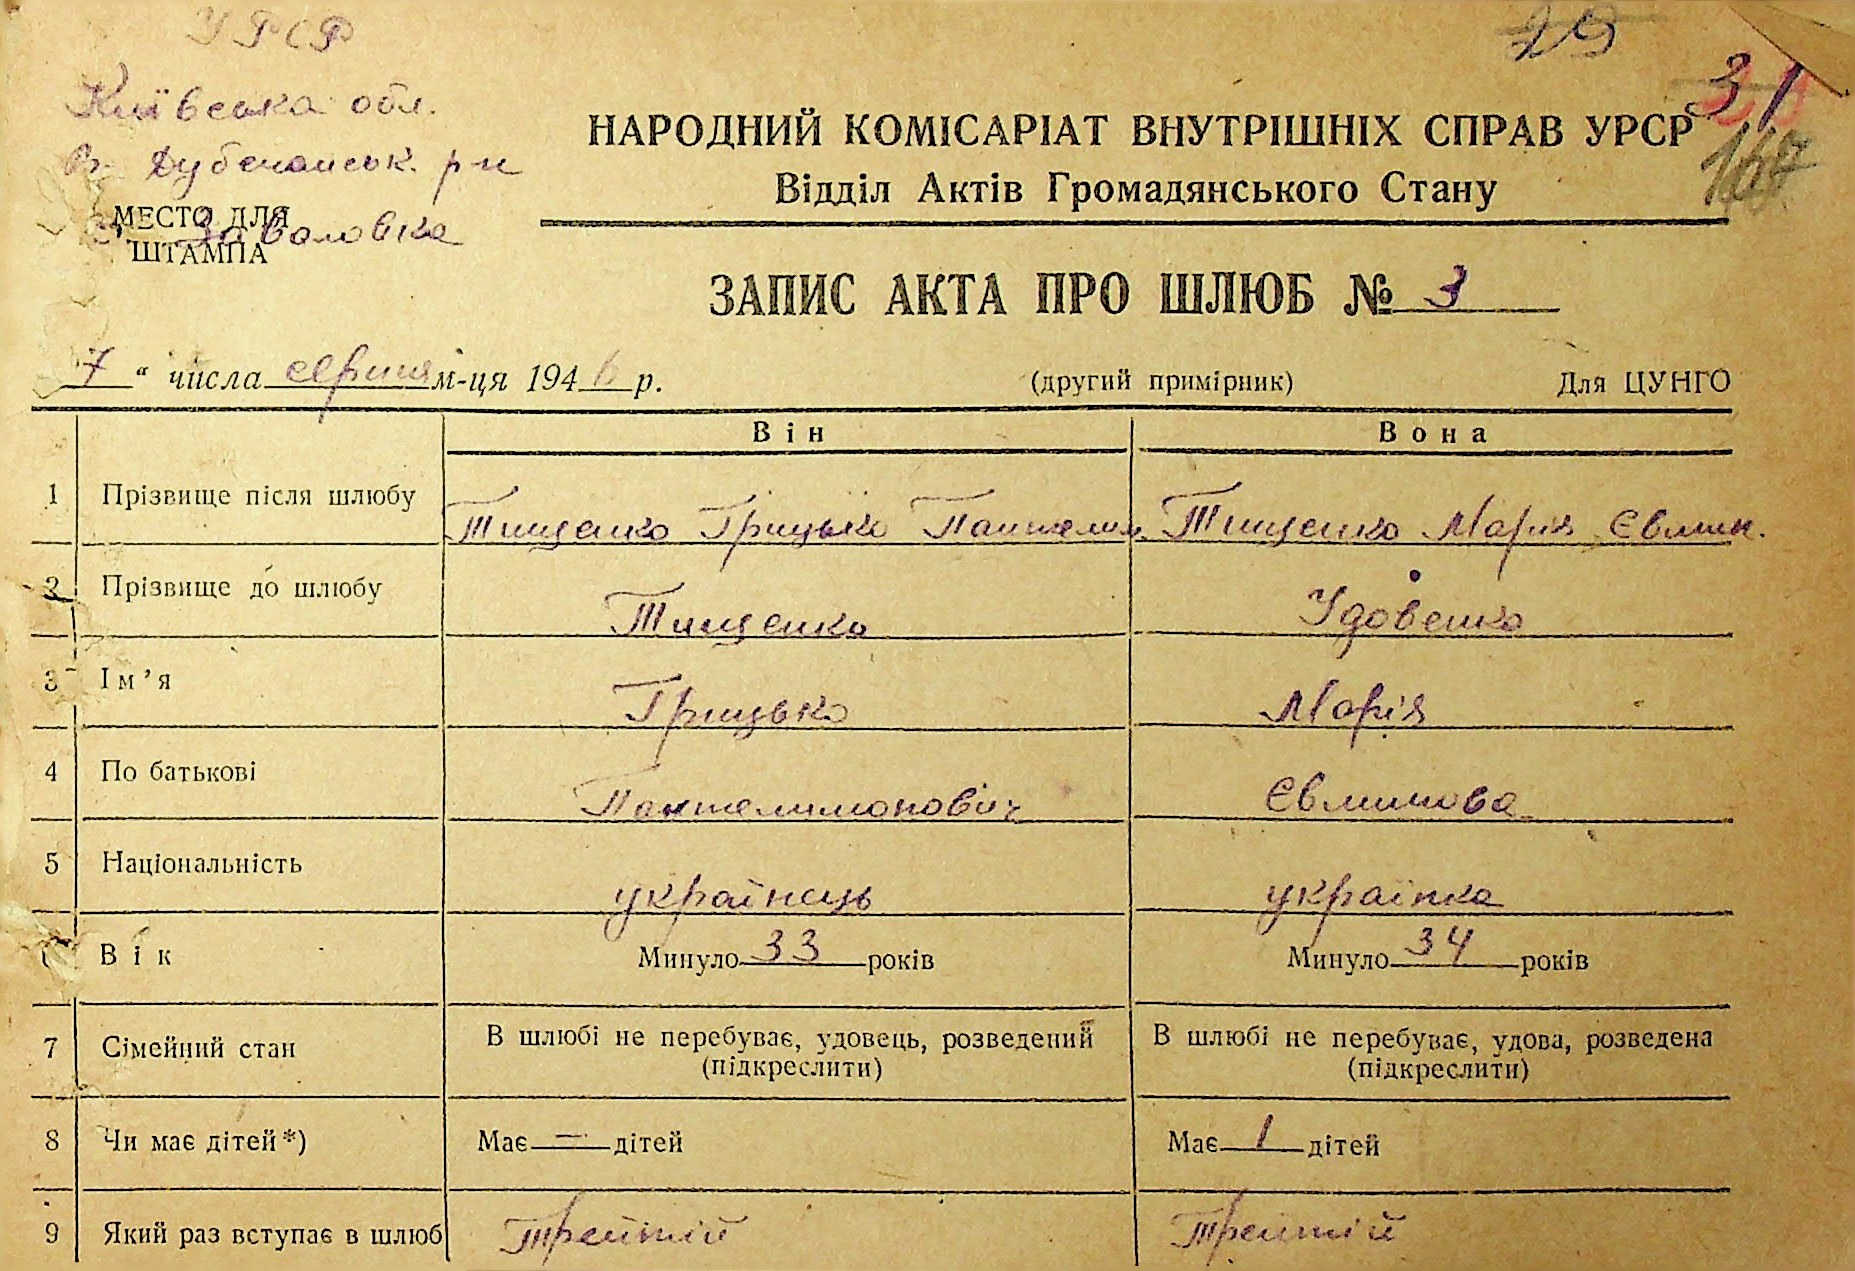 УРСР
29
31
167
Київська обл.
В. Дубечанськ. р-н
МЕСТО ДЛЯ
ШТАМПА
с. Заваловка
НАРОДНИЙ КОМІСАРІАТ ВНУТРІШНІХ СПРАВ УРСР
Відділ Актів Громадянського Стану
ЗАПИС АКТА ПРО ШЛЮБ № 3
7 “ числа серпня м-ця 1946 р. (другий примірник) Для ЦУНГО
Він Вона
1 Прізвище після шлюбу Тищенко Грицько Пантелим. Тищенко Марія Євмин.
2 Прізвище до шлюбу Тищенко Удовенко
3 Ім’я Грицько Марія
4 По батькові Пантелимонович Євминова
5 Національність українець українка
Вік Минуло 33 років Минуло 34 років
7 Сімейний стан В шлюбі не перебуває, удовець, розведений В шлюбі не перебуває, удова, розведена
(підкреслити) (підкреслити)
8 Чи має дітей*) Має — дітей Має 1 дітей
9 Який раз вступає в шлюб Третій Третій